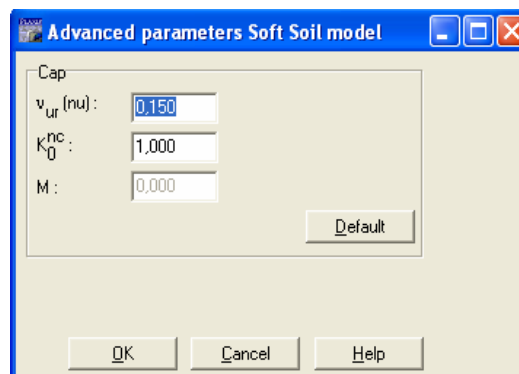 Advanced parameters Soft Soil model
Cap
νur (nu) : 0,150
K0nc : 1,000
M : 0,000
Default
OK Cancel Help